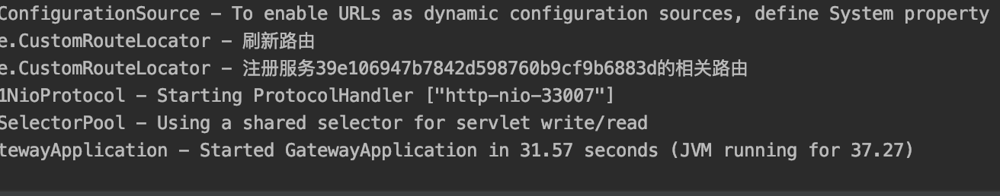 ConfigurationSource - To enable URLs as dynamic configuration sources, define System property
e.CustomRouteLocator - 刷新路由
e.CustomRouteLocator - 注册服务39e106947b7842d598760b9cf9b6883d的相关路由
1NioProtocol - Starting ProtocolHandler ["http-nio-33007"]
SelectorPool - Using a shared selector for servlet write/read
tewayApplication - Started GatewayApplication in 31.57 seconds (JVM running for 37.27)